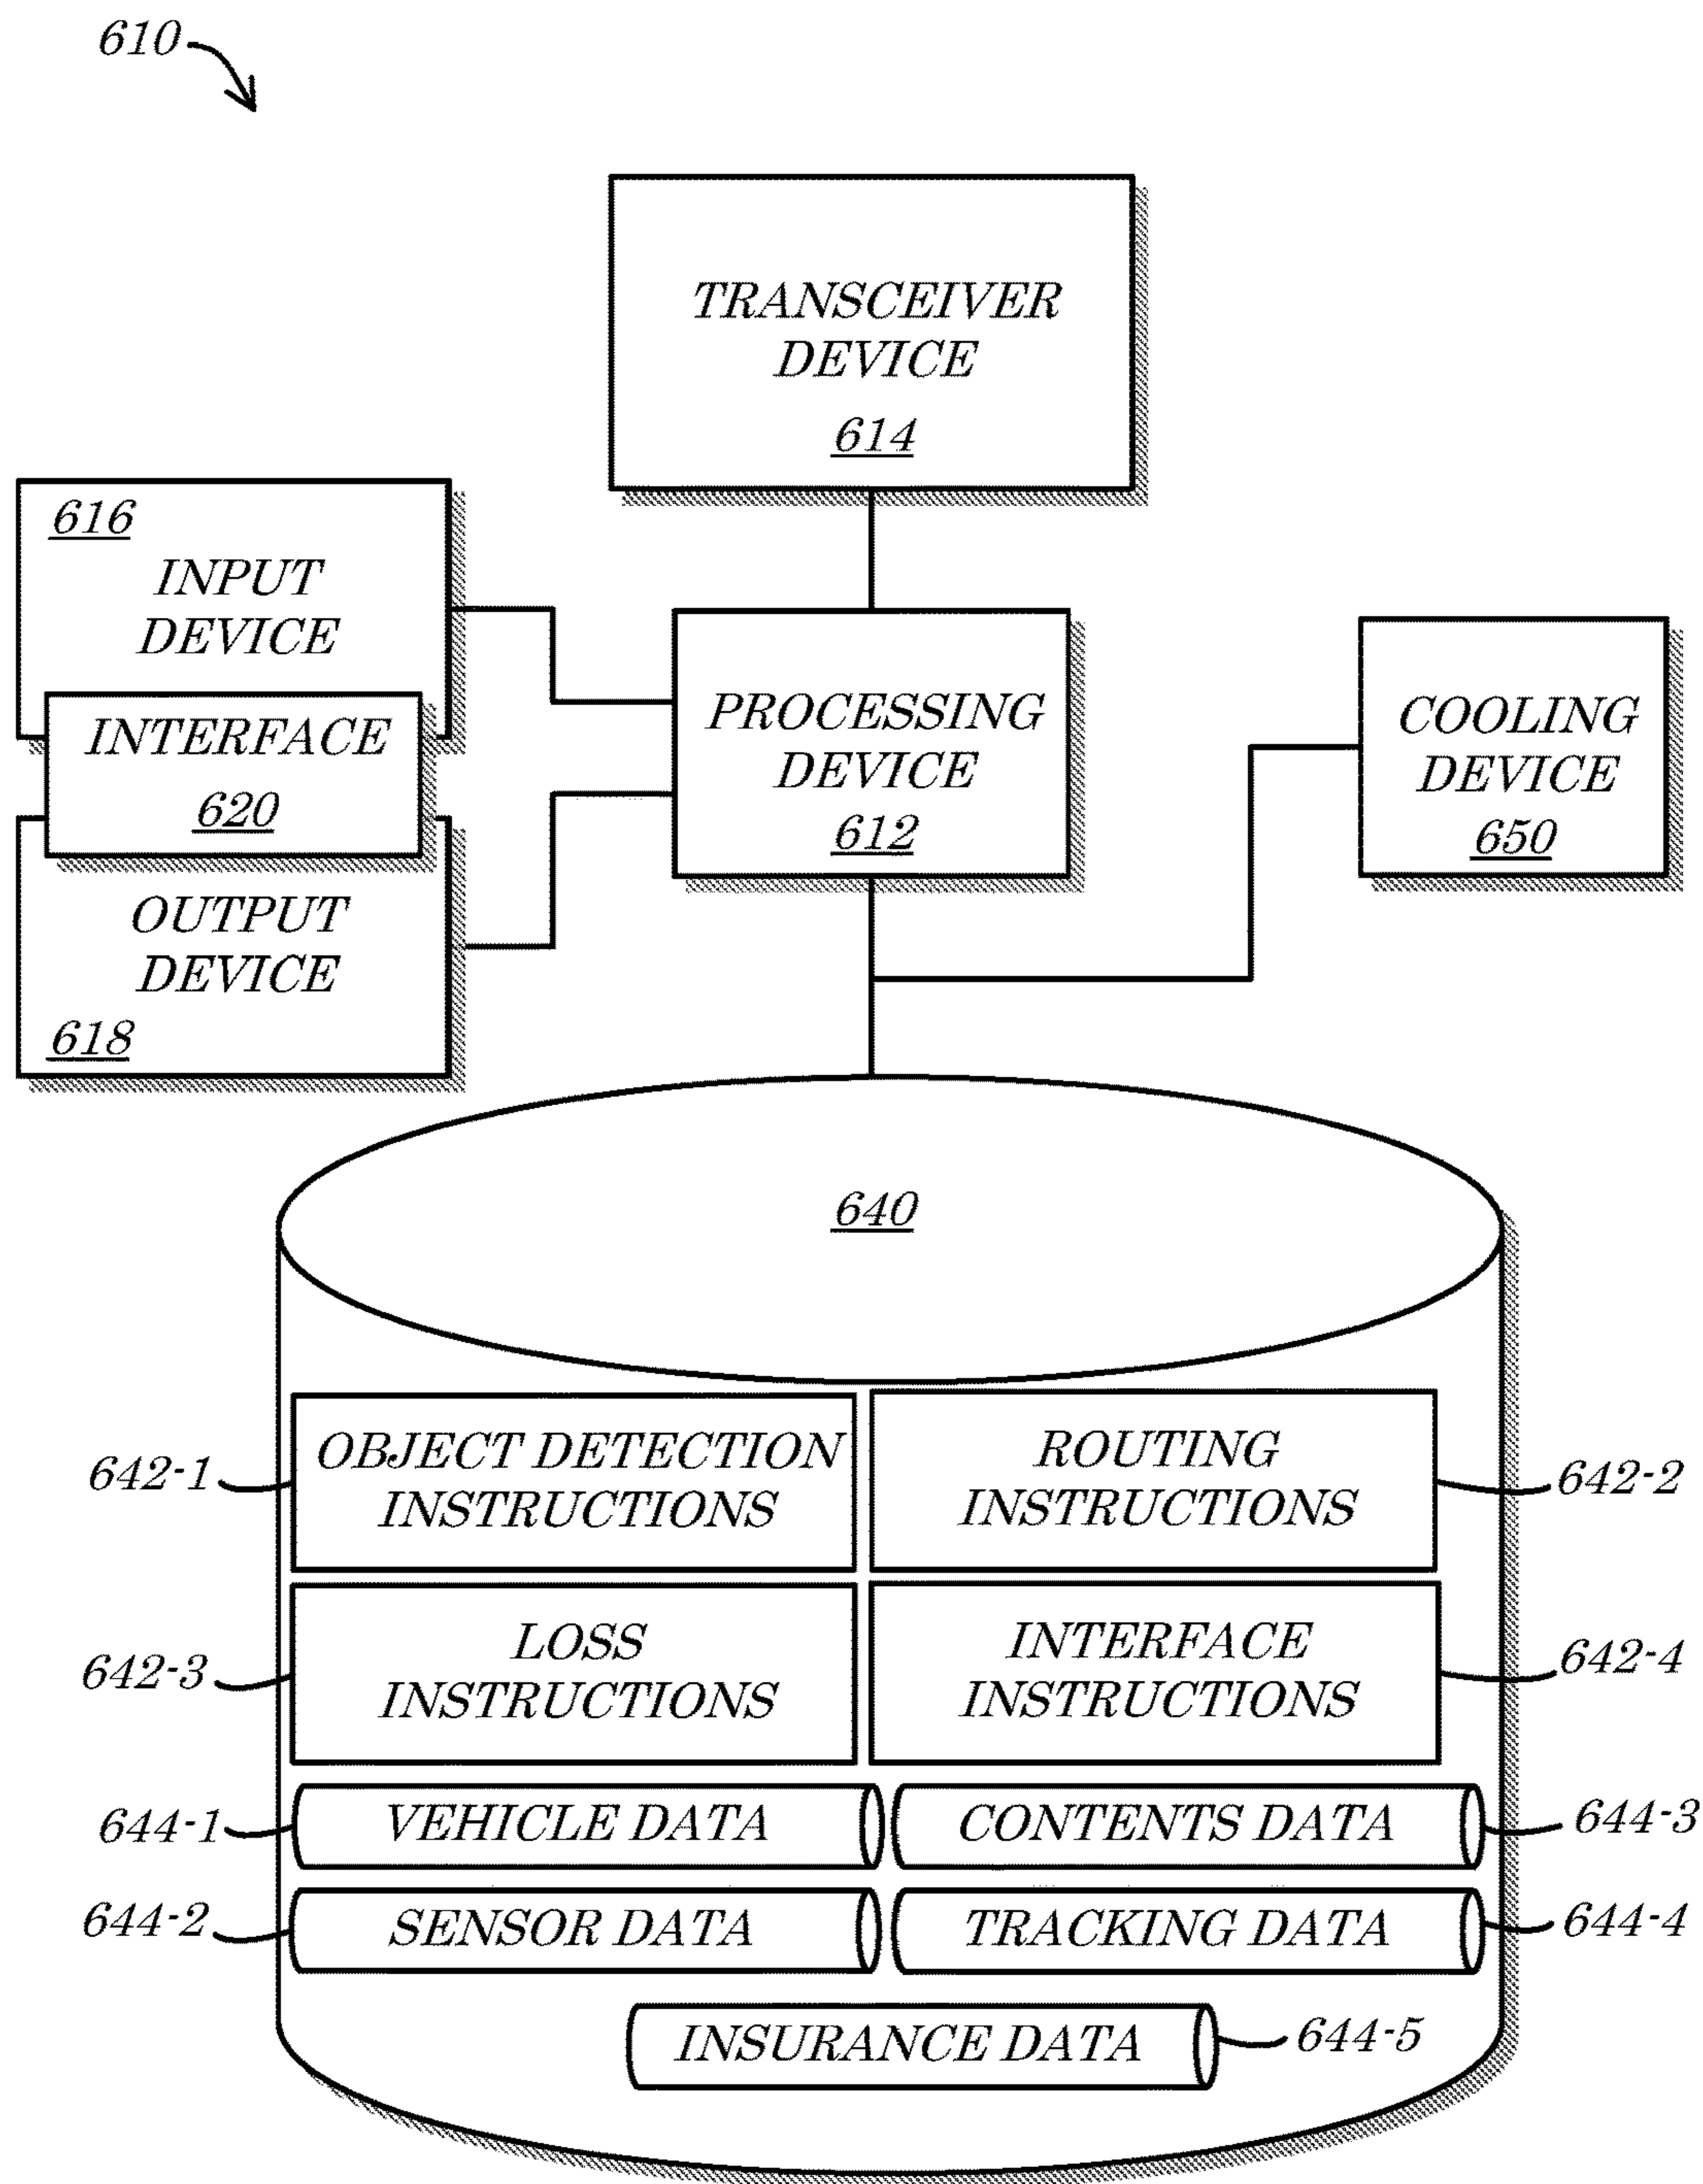 610
TRANSCEIVER
DEVICE
614
616
INPUT
DEVICE
INTERFACE
620
OUTPUT
DEVICE
618
PROCESSING
DEVICE
612
COOLING
DEVICE
650
640
642-1
OBJECT DETECTION
INSTRUCTIONS
ROUTING
INSTRUCTIONS
642-2
642-3
LOSS
INSTRUCTIONS
INTERFACE
INSTRUCTIONS
642-4
644-1
VEHICLE DATA
CONTENTS DATA
644-3
644-2
SENSOR DATA
TRACKING DATA
644-4
INSURANCE DATA
644-5